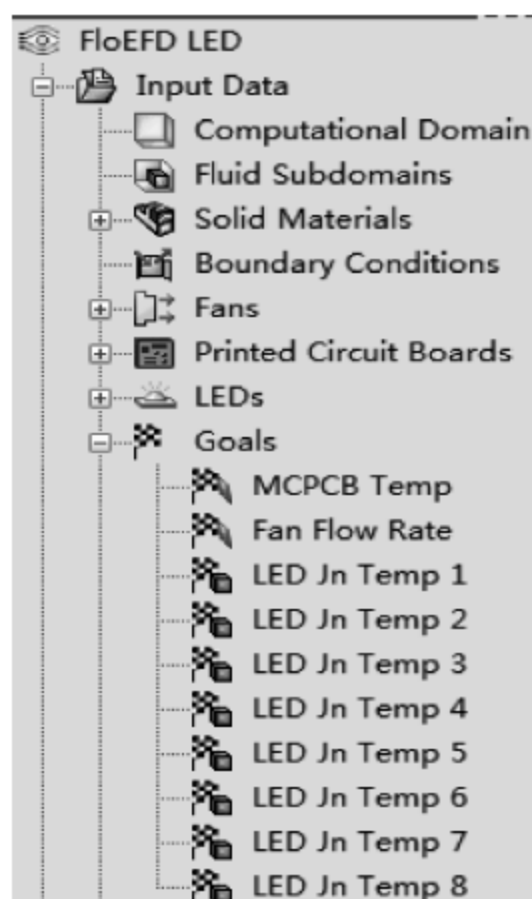 FloEFD LED
Input Data
Computational Domain
Fluid Subdomains
Solid Materials
Boundary Conditions
Fans
Printed Circuit Boards
LEDs
Goals
MCPCB Temp
Fan Flow Rate
LED Jn Temp 1
LED Jn Temp 2
LED Jn Temp 3
LED Jn Temp 4
LED Jn Temp 5
LED Jn Temp 6
LED Jn Temp 7
LED Jn Temp 8